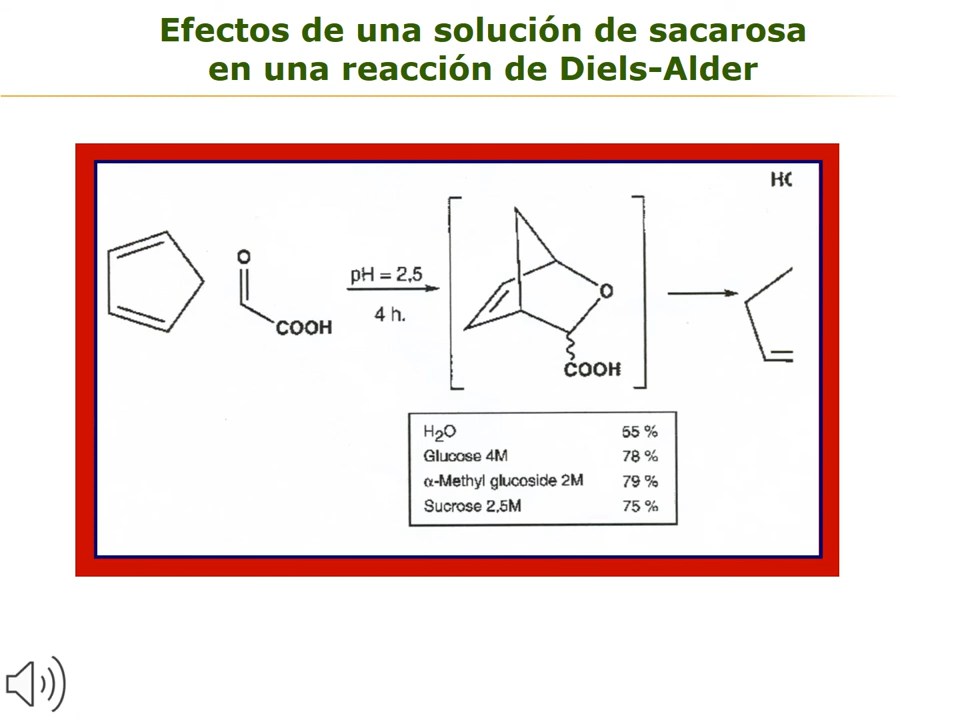 Efectos de una solución de sacarosa
en una reacción de Diels-Alder
HC
O
COOH
pH = 2,5
4 h.
O
COOH
H2O 65 %
Glucose 4M 78 %
α-Methyl glucoside 2M 79 %
Sucrose 2,5M 75 %